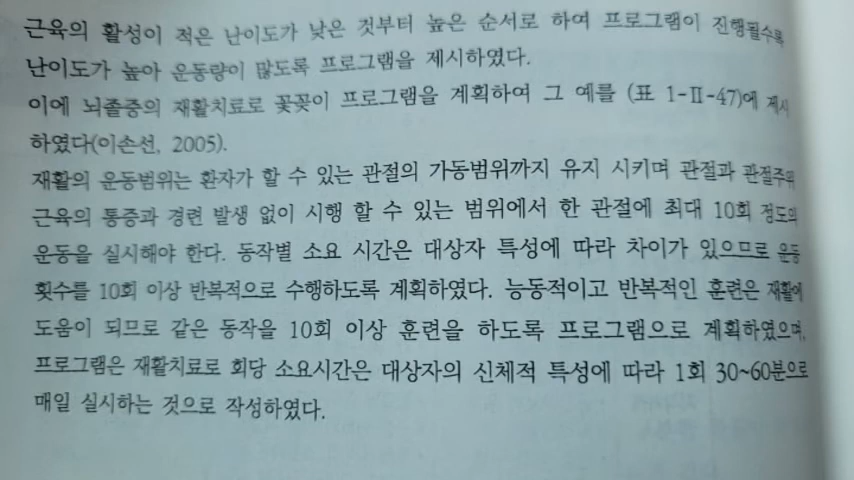 근육의 활성이 적은 난이도가 낮은 것부터 높은 순서로 하여 프로그램이 진행될수록
난이도가 높아 운동량이 많도록 프로그램을 제시하였다.
이에 뇌졸중의 재활치료로 꽃꽂이 프로그램을 계획하여 그 예를 (표 1-Ⅱ-47)에 제시
하였다(이손선, 2005).
재활의 운동범위는 환자가 할 수 있는 관절의 가동범위까지 유지 시키며 관절과 관절주위
근육의 통증과 경련 발생 없이 시행 할 수 있는 범위에서 한 관절에 최대 10회 정도의
운동을 실시해야 한다. 동작별 소요 시간은 대상자 특성에 따라 차이가 있으므로 운동
횟수를 10회 이상 반복적으로 수행하도록 계획하였다. 능동적이고 반복적인 훈련은 재활에
도움이 되므로 같은 동작을 10회 이상 훈련을 하도록 프로그램으로 계획하였으며,
프로그램은 재활치료로 회당 소요시간은 대상자의 신체적 특성에 따라 1회 30~60분으로
매일 실시하는 것으로 작성하였다.